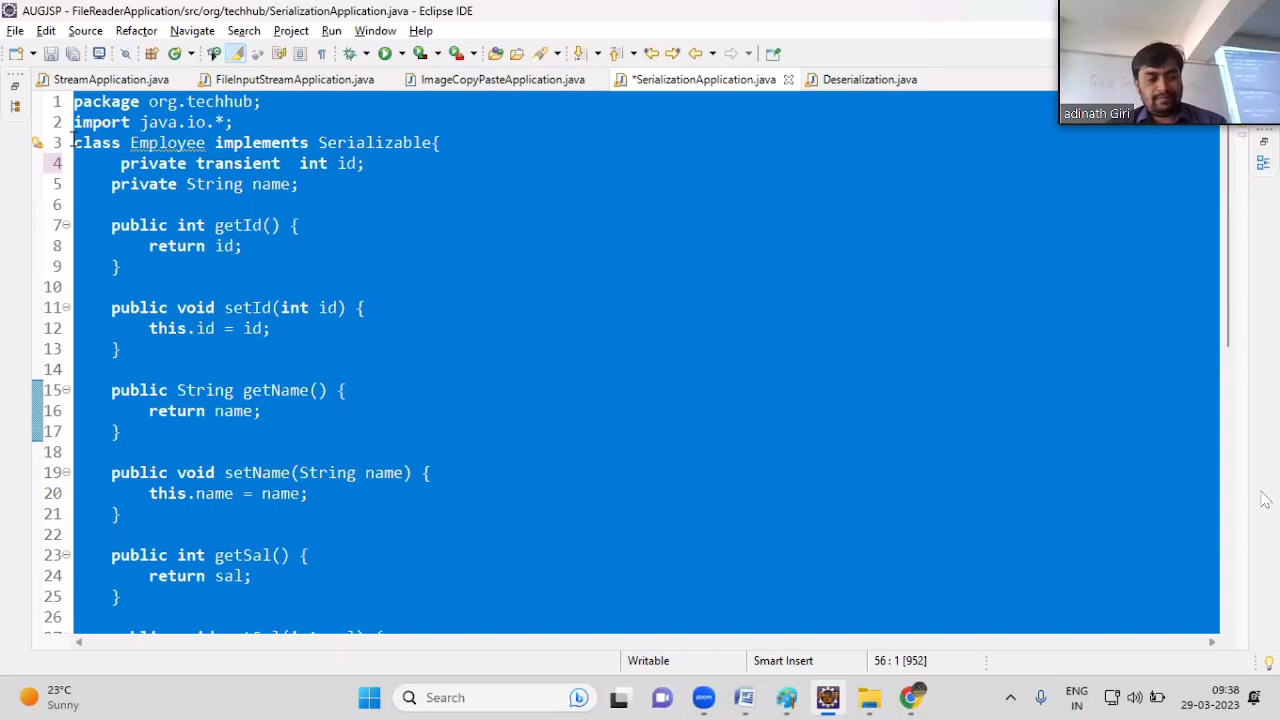 AUGJSP - FileReaderApplication/src/org/techhub/SerializationApplication.java - Eclipse IDE
File Edit Source Refactor Navigate Search Project Run Window Help
StreamApplication.java FileInputStreamApplication.java ImageCopyPasteApplication.java *SerializationApplication.java Deserialization.java
adinath Giri
1 package org.techhub;
2 import java.io.*;
3 class Employee implements Serializable{
4 private transient  int id;
5 private String name;
6
7 public int getId() {
8 return id;
9 }
10
11 public void setId(int id) {
12 this.id = id;
13 }
14
15 public String getName() {
16 return name;
17 }
18
19 public void setName(String name) {
20 this.name = name;
21 }
22
23 public int getSal() {
24 return sal;
25 }
26
Writable Smart Insert 56 : 1 [952]
23°C
Sunny
Search
ENG
IN
09:38
29-03-2023